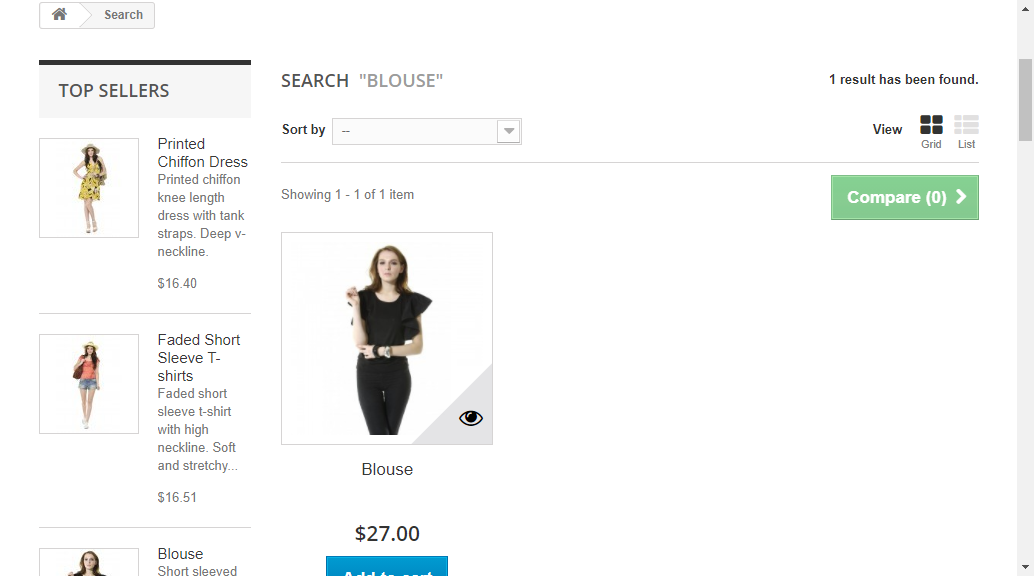 Search
TOP SELLERS
Printed
Chiffon Dress
Printed chiffon
knee length
dress with tank
straps. Deep v-
neckline.
$16.40
Faded Short
Sleeve T-
shirts
Faded short
sleeve t-shirt
with high
neckline. Soft
and stretchy...
$16.51
Blouse
Short sleeved
SEARCH "BLOUSE"
1 result has been found.
Sort by --
View
Grid
List
Showing 1 - 1 of 1 item
Compare (0)
Blouse
$27.00
Add to cart